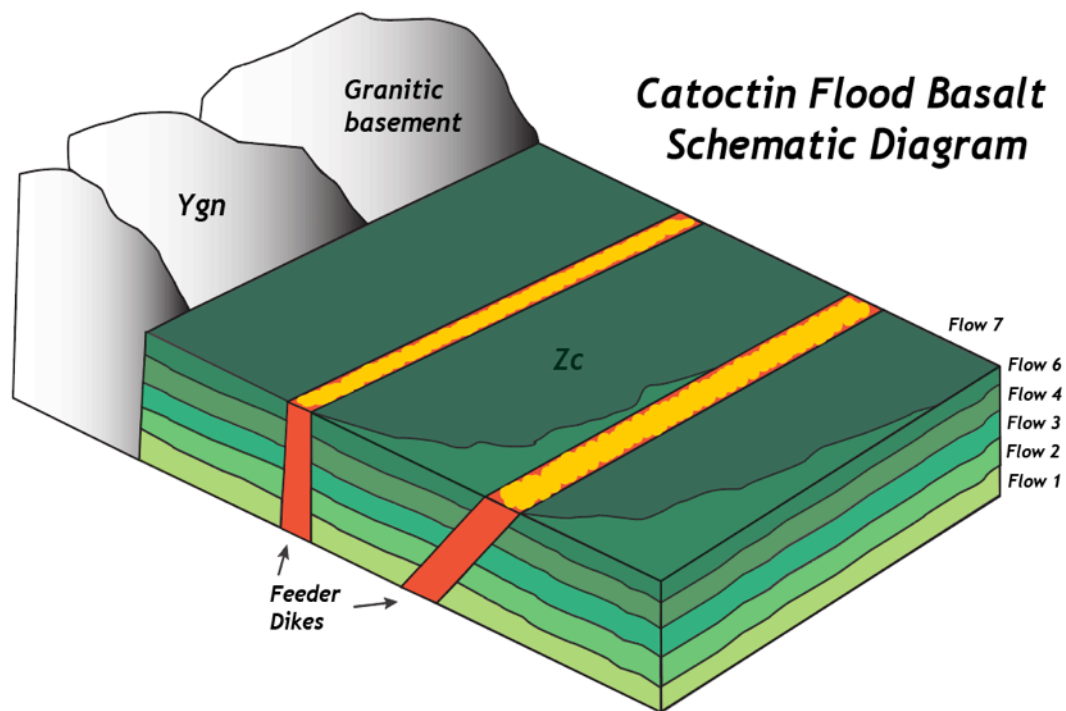 Catoctin Flood Basalt
Schematic Diagram
Granitic
basement
Ygn
Zc
Flow 7
Flow 6
Flow 4
Flow 3
Flow 2
Flow 1
Feeder
Dikes